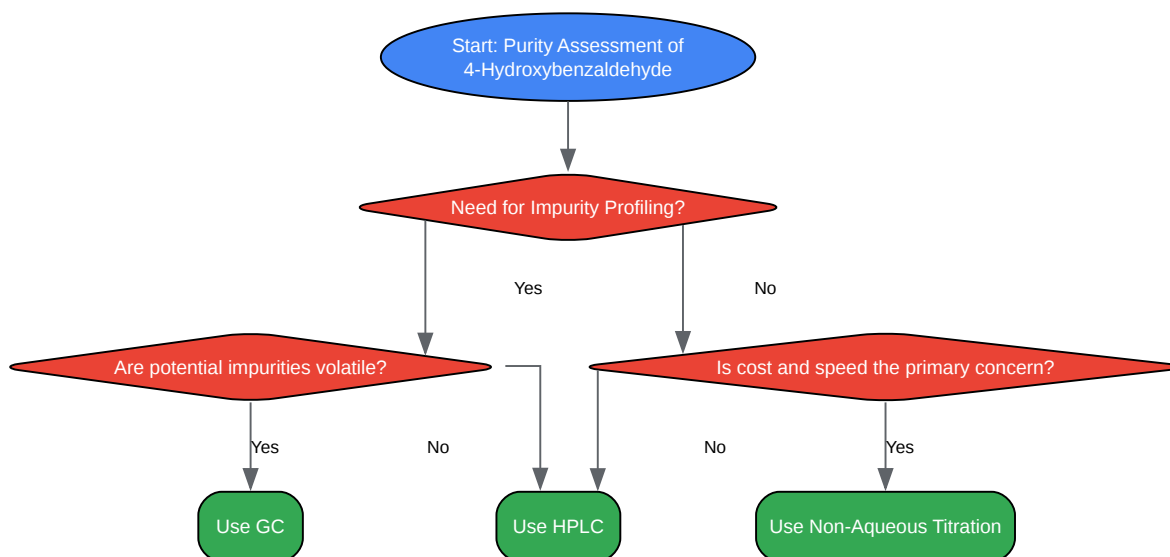 Start: Purity Assessment of
4-Hydroxybenzaldehyde
Need for Impurity Profiling?
Yes
No
Are potential impurities volatile?
Is cost and speed the primary concern?
Yes
No
No
Yes
Use GC
Use HPLC
Use Non-Aqueous Titration